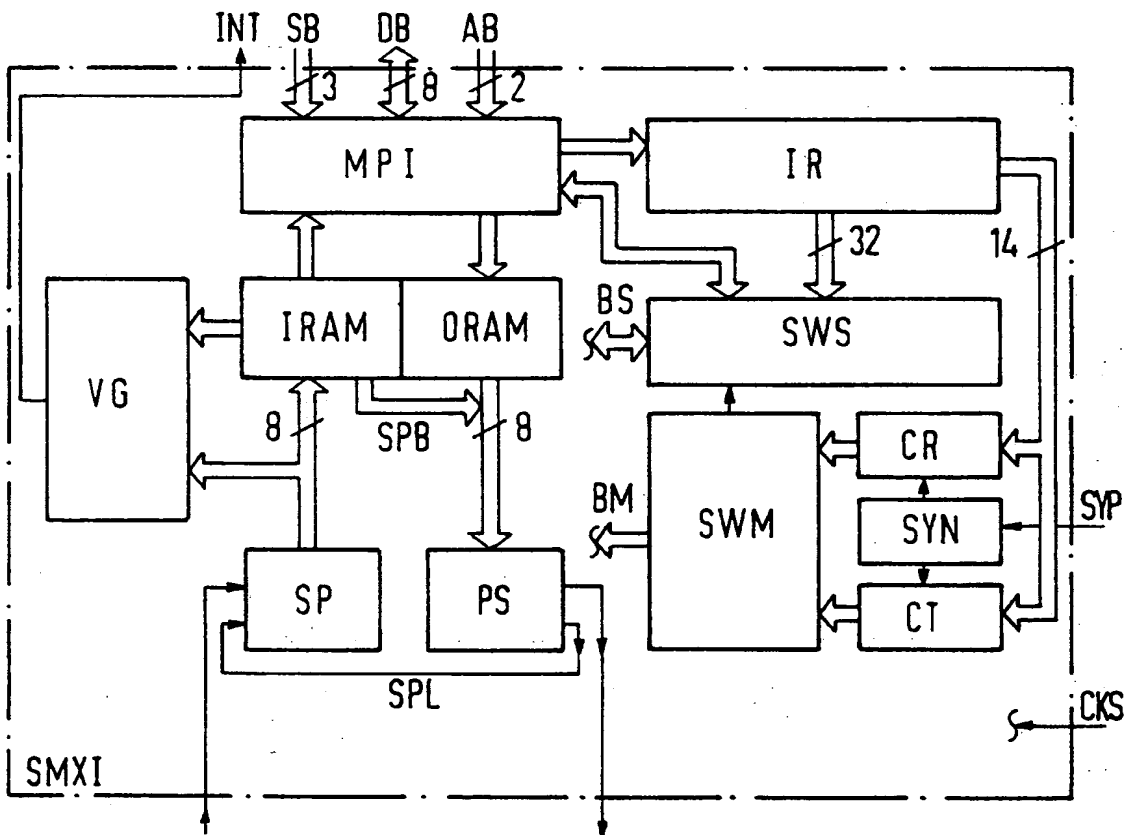 INT SB DB AB
3 8 2
MPI
IR
32
14
IRAM
ORAM
BS
SWS
VG
8
SPB
8
CR
BM
SWM
SYN
SYP
SP
PS
CT
SPL
CKS
SMXI